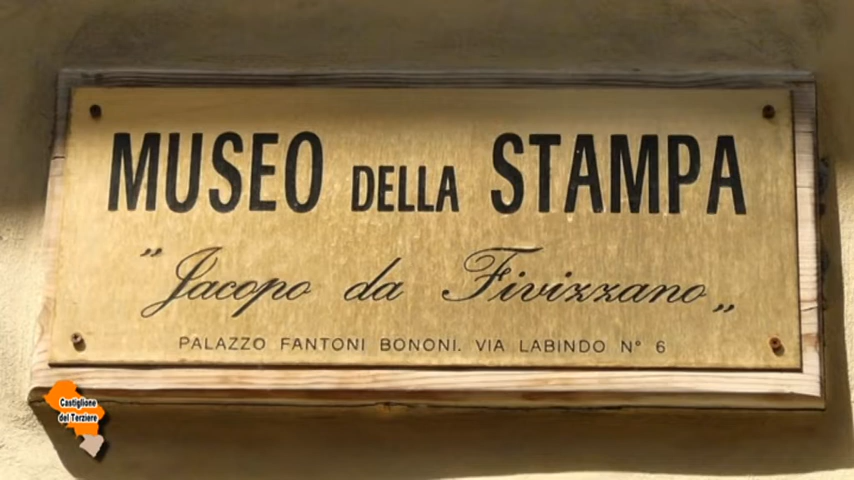 MUSEO DELLA STAMPA
"Jacopo da Fivizzano„
PALAZZO FANTONI BONONI. VIA LABINDO N° 6
Castiglione
del Terziere